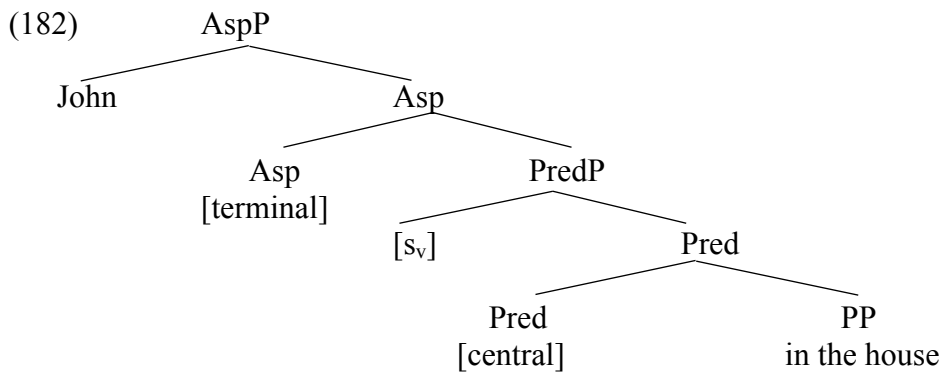 (182) AspP
John Asp
Asp PredP
[terminal]
[sᵥ] Pred
Pred PP
[central] in the house